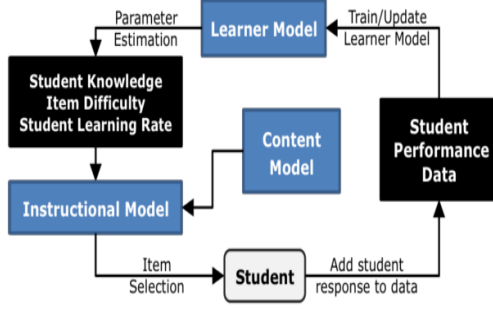 Parameter
Estimation
Learner Model
Train/Update
Learner Model
Student Knowledge
Item Difficulty
Student Learning Rate
Content
Model
Student
Performance
Data
Instructional Model
Item
Selection
Student
Add student
response to data